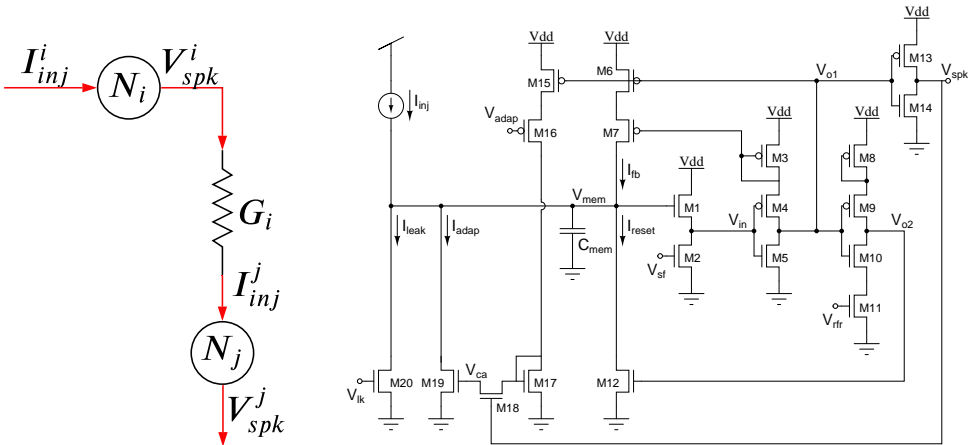 I^i_inj
V^i_spk
N_i
G_i
I^j_inj
N_j
V^j_spk
Vdd
Vdd
Vdd
M13
V_spk
M14
M15
M6
V_o1
I_inj
V_adap
M16
M7
Vdd
Vdd
M3
M8
Vdd
I_fb
V_mem
M1
M4
M9
I_leak
I_adap
C_mem
I_reset
V_in
V_o2
M2
M5
M10
V_sf
M11
V_rfr
V_ca
M20
M19
M17
M12
V_lk
M18